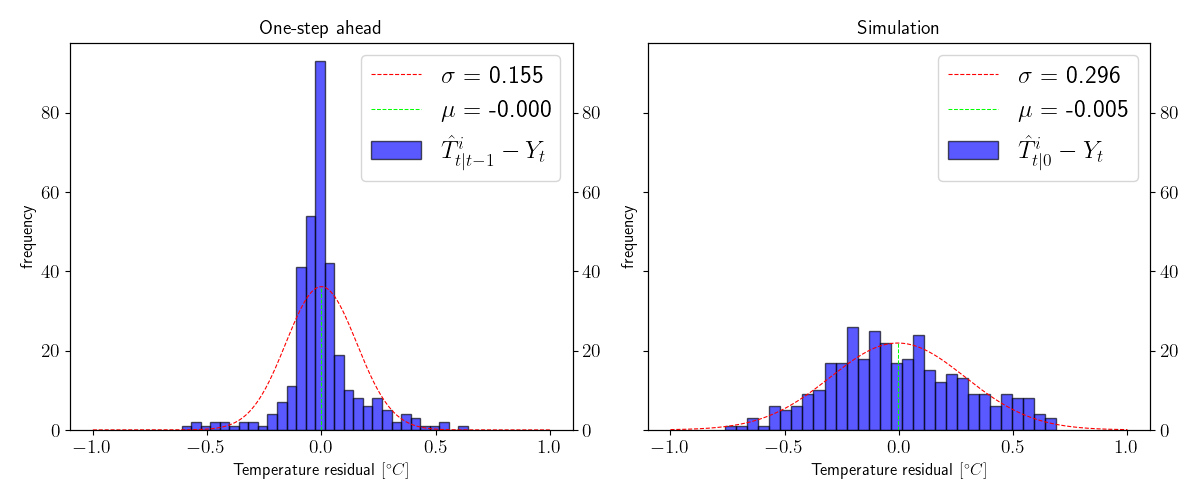 One-step ahead
σ = 0.155
μ = -0.000
T̂ⁱ_{t|t−1} − Y_t
frequency
80
60
40
20
0
80
60
40
20
0
−1.0 −0.5 0.0 0.5 1.0
Temperature residual [°C]
Simulation
σ = 0.296
μ = -0.005
T̂ⁱ_{t|0} − Y_t
frequency
80
60
40
20
0
−1.0 −0.5 0.0 0.5 1.0
Temperature residual [°C]